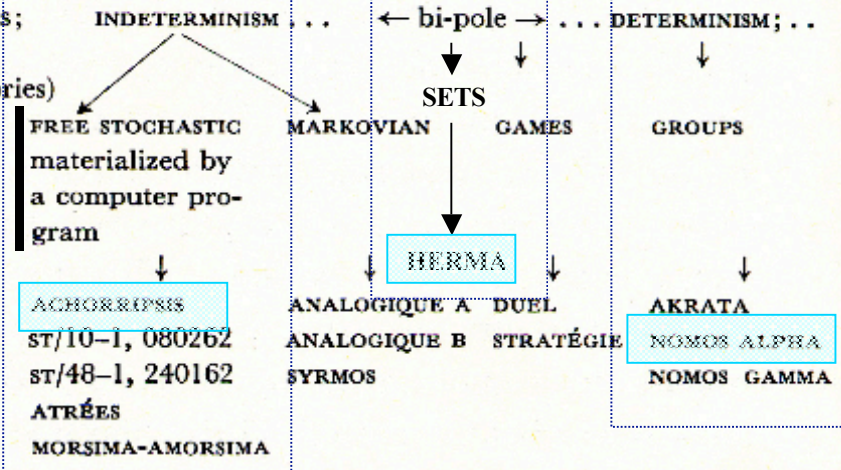 s; INDETERMINISM ... ← bi-pole → ... DETERMINISM; ..
ries)
SETS
FREE STOCHASTIC MARKOVIAN GAMES GROUPS
materialized by
a computer pro-
gram
HERMA
ACHORRIPSIS ANALOGIQUE A DUEL AKRATA
ST/10–1, 080262 ANALOGIQUE B STRATÉGIE NOMOS ALPHA
ST/48–1, 240162 SYRMOS NOMOS GAMMA
ATRÉES
MORSIMA-AMORSIMA